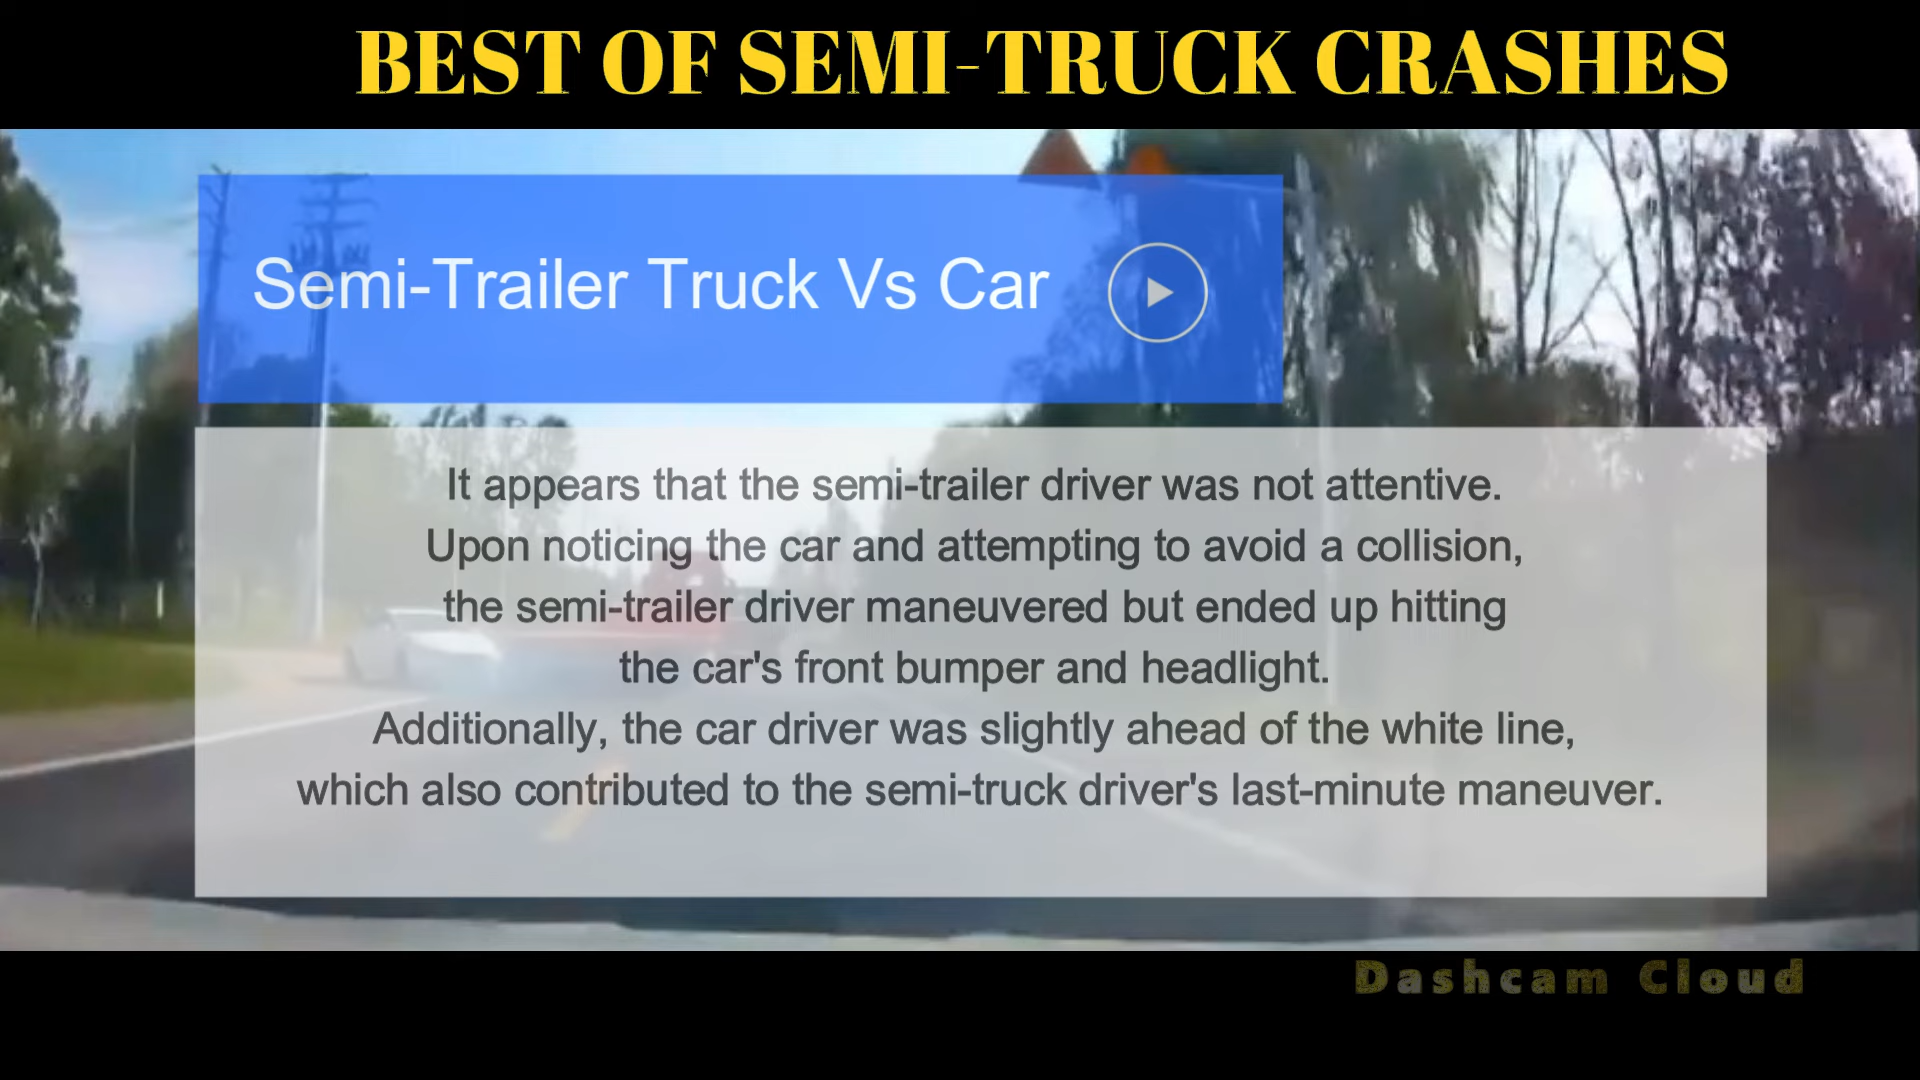 BEST OF SEMI-TRUCK CRASHES
Semi-Trailer Truck Vs Car
It appears that the semi-trailer driver was not attentive.
Upon noticing the car and attempting to avoid a collision,
the semi-trailer driver maneuvered but ended up hitting
the car's front bumper and headlight.
Additionally, the car driver was slightly ahead of the white line,
which also contributed to the semi-truck driver's last-minute maneuver.
Dashcam Cloud